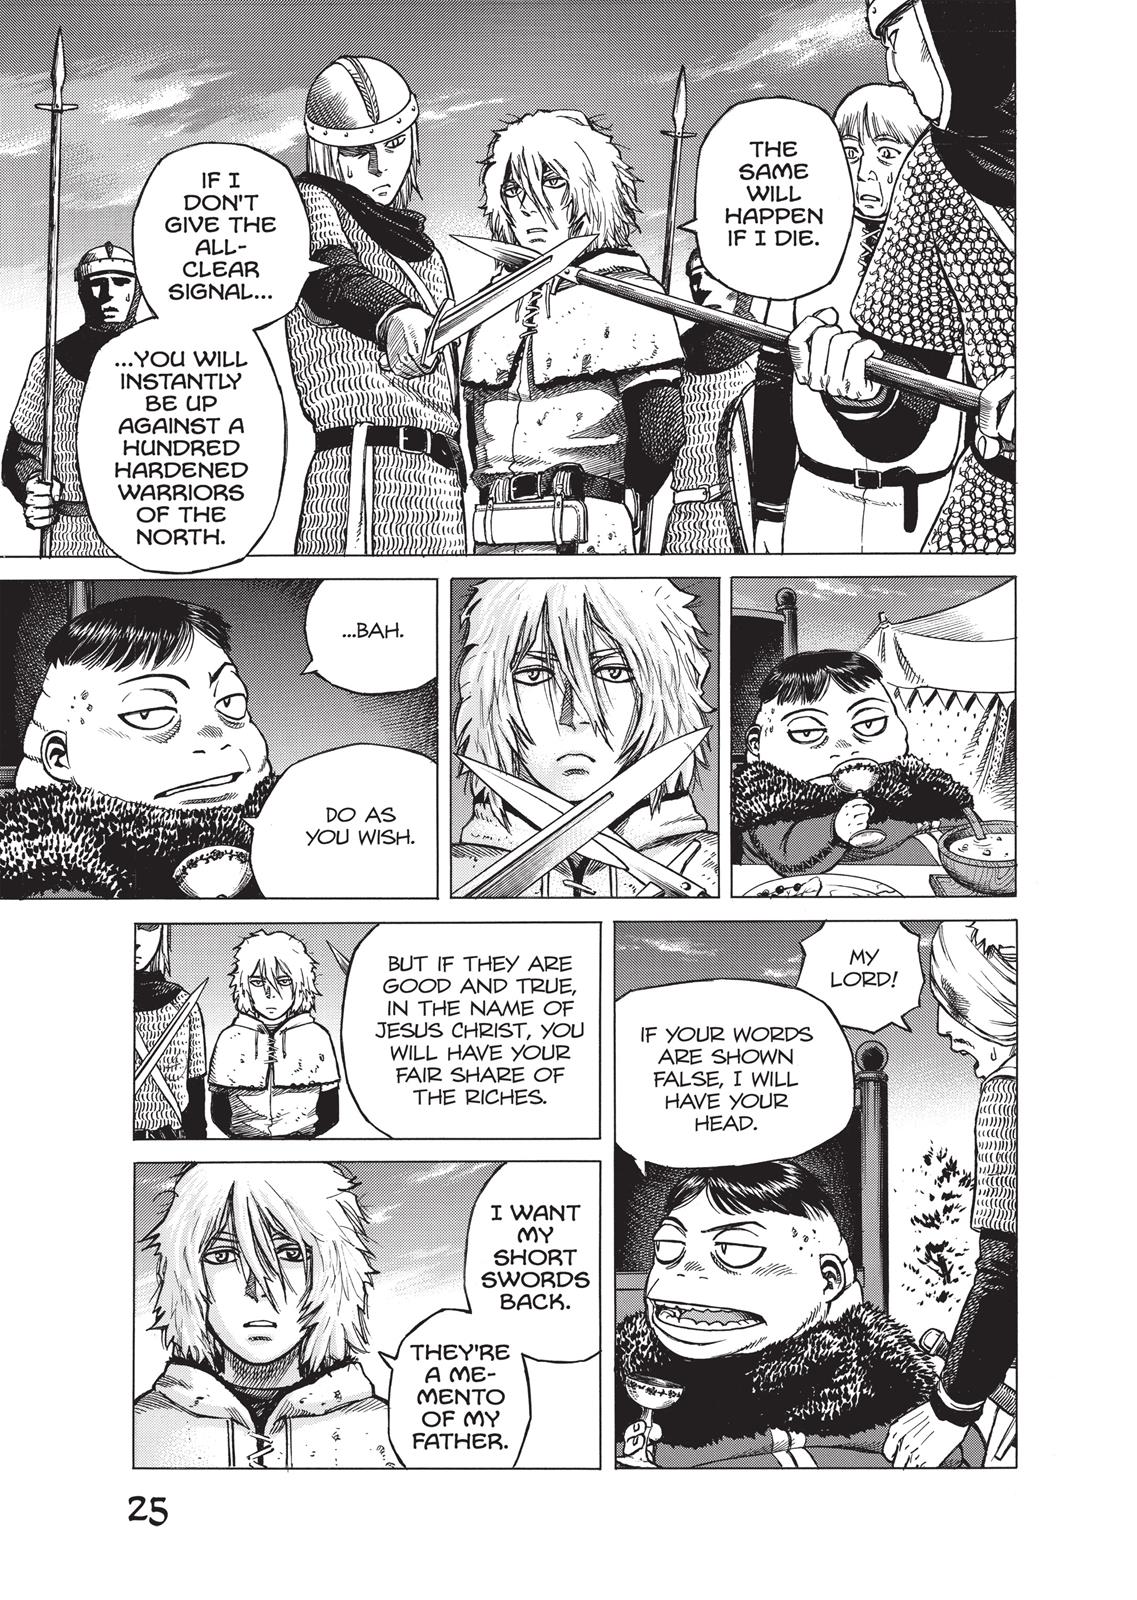 THE
SAME
WILL
HAPPEN
IF I DIE.
IF I
DON'T
GIVE THE
ALL-
CLEAR
SIGNAL...
...YOU WILL
INSTANTLY
BE UP
AGAINST A
HUNDRED
HARDENED
WARRIORS
OF THE
NORTH.
...BAH.
DO AS
YOU WISH.
MY
LORD!
IF YOUR WORDS
ARE SHOWN
FALSE, I WILL
HAVE YOUR
HEAD.
BUT IF THEY ARE
GOOD AND TRUE,
IN THE NAME OF
JESUS CHRIST, YOU
WILL HAVE YOUR
FAIR SHARE OF
THE RICHES.
I WANT
MY
SHORT
SWORDS
BACK.
THEY'RE
A ME-
MENTO
OF MY
FATHER.
25